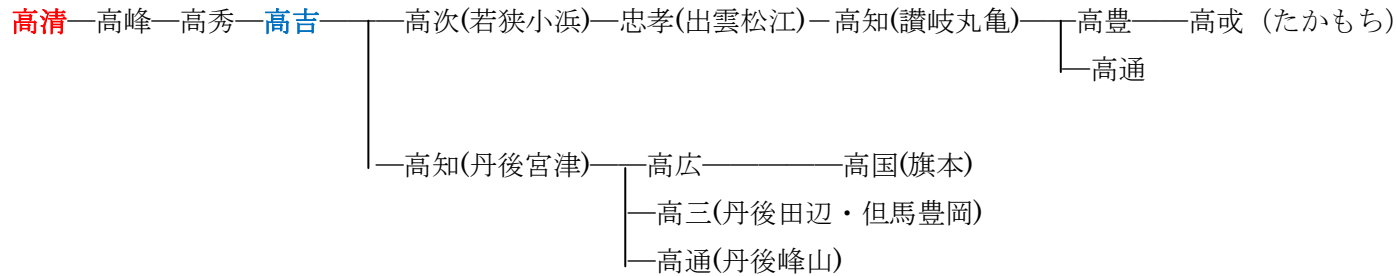 高清―高峰―高秀―高吉―高次(若狭小浜)―忠孝(出雲松江)－高知(讃岐丸亀)―高豊―高或（たかもち）
―高通
―高知(丹後宮津)―高広―高国(旗本)
―高三(丹後田辺・但馬豊岡)
―高通(丹後峰山)